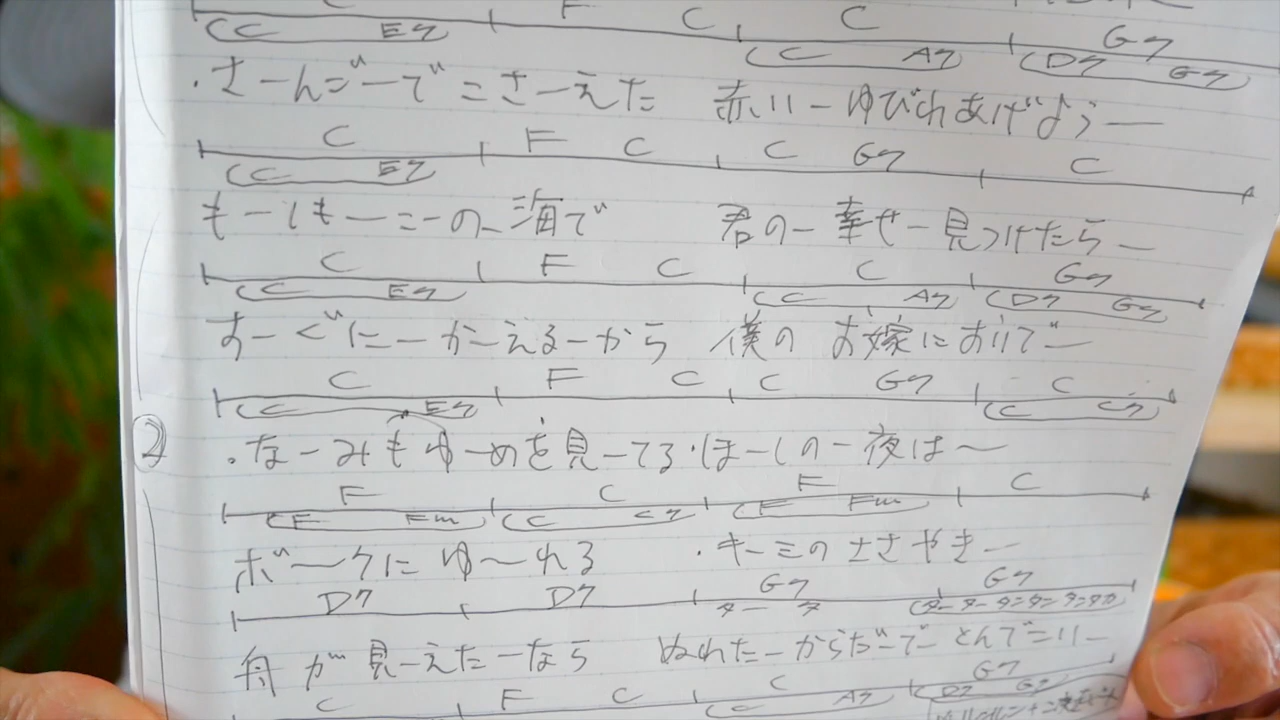 C F C C G7
(C E7) (C A7) (D7 G7)
・さーんごーでこさーえた 赤いーゆびわあげようー
C F C C G7 C
(C E7)
もーしもーこーの海で 君のー幸せー見つけたらー
C F C C G7
(C E7) (C A7) (D7 G7)
すーぐにーかーえるーから 僕の お嫁においでー
C F C C G7 C
(C E7) (C C7)
② ・なーみもゆーめを見ーてる・ほーしのー夜は〜
F C F C
(F Fm) (C C7) (F Fm)
ボ〜トに ゆ〜れる ・キーミのささやきー
D7 D7 G7 G7
ター タ
舟が見ーえたーなら ぬれたーからだーでーとんでこいー
C F C C G7
(C A7) (D7 G7)